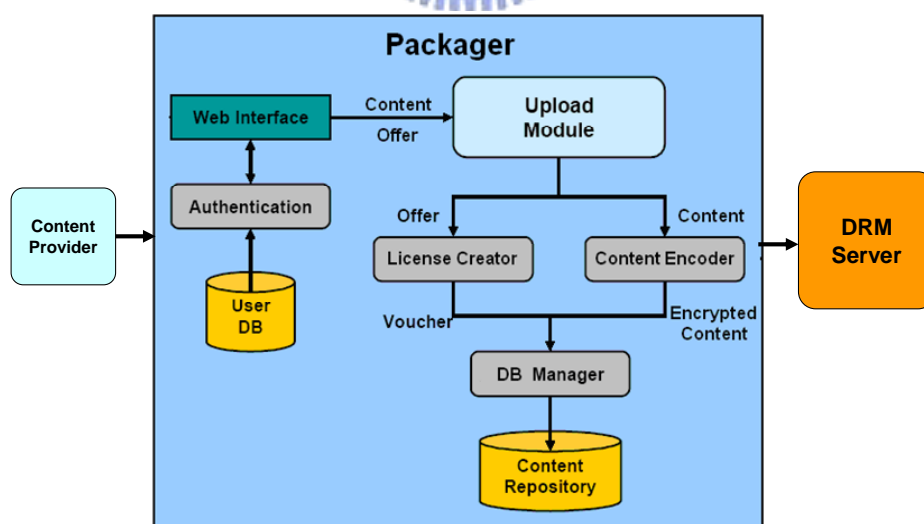 Packager
Web Interface
Content
Offer
Upload
Module
Authentication
Content
Provider
Offer
Content
DRM
Server
License Creator
Content Encoder
User
DB
Voucher
Encrypted
Content
DB Manager
Content
Repository